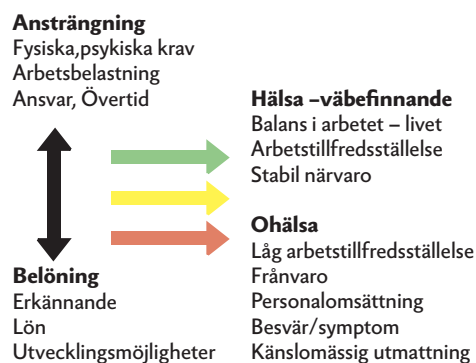 Ansträngning
Fysiska,psykiska krav
Arbetsbelastning
Ansvar, Övertid
Hälsa –väbefinnande
Balans i arbetet – livet
Arbetstillfredsställelse
Stabil närvaro
Ohälsa
Låg arbetstillfredsställelse
Frånvaro
Personalomsättning
Besvär/symptom
Känslomässig utmattning
Belöning
Erkännande
Lön
Utvecklingsmöjligheter